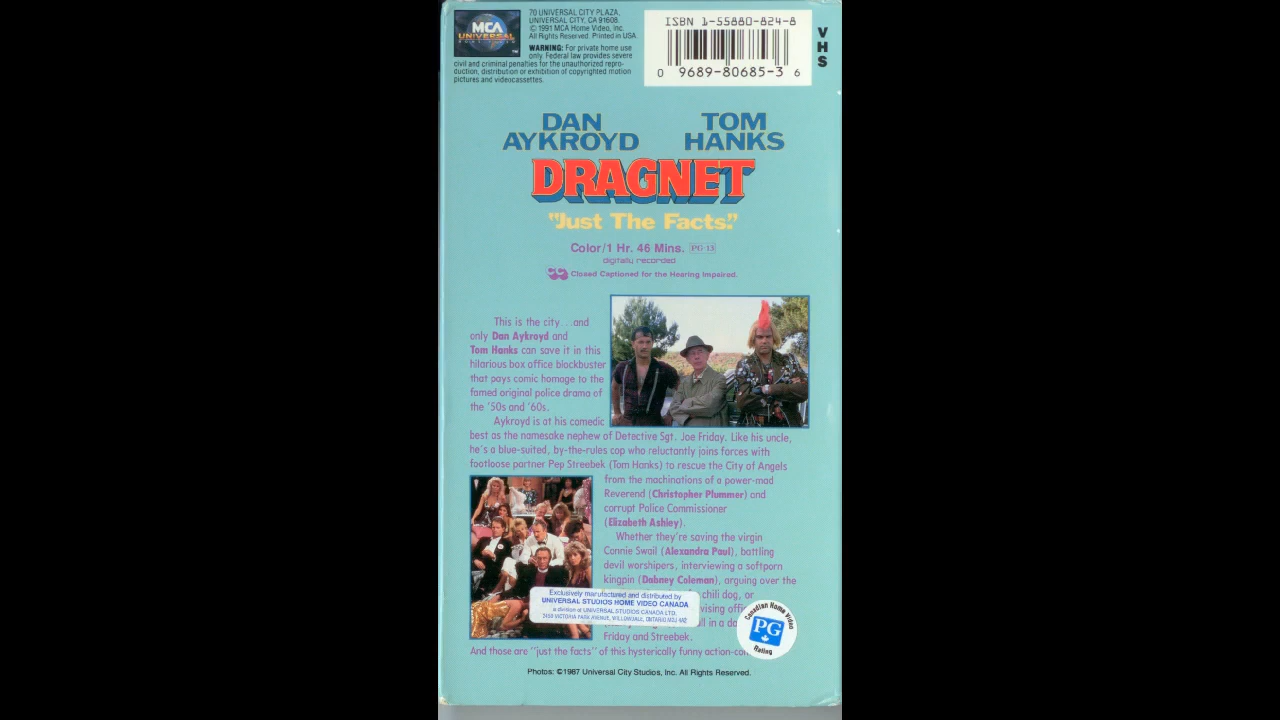 MCA
UNIVERSAL
70 UNIVERSAL CITY PLAZA,
UNIVERSAL CITY, CA 91608.
© 1991 MCA Home Video, Inc.
All Rights Reserved. Printed in USA.
WARNING: For private home use
only. Federal law provides severe
civil and criminal penalties for the unauthorized repro-
duction, distribution or exhibition of copyrighted motion
pictures and videocassettes.
ISBN 1-55880-824-8
0 9689-80685-3 6
VHS
DAN
AYKROYD
TOM
HANKS
DRAGNET
"Just The Facts."
Color/1 Hr. 46 Mins. PG-13
digitally recorded
Closed Captioned for the Hearing Impaired.
This is the city...and
only Dan Aykroyd and
Tom Hanks can save it in this
hilarious box office blockbuster
that pays comic homage to the
famed original police drama of
the '50s and '60s.
Aykroyd is at his comedic
best as the namesake nephew of Detective Sgt. Joe Friday. Like his uncle,
he's a blue-suited, by-the-rules cop who reluctantly joins forces with
footloose partner Pep Streebek (Tom Hanks) to rescue the City of Angels
from the machinations of a power-mad
Reverend (Christopher Plummer) and
corrupt Police Commissioner
(Elizabeth Ashley).
Whether they're saving the virgin
Connie Swail (Alexandra Paul), battling
devil worshipers, interviewing a softporn
kingpin (Dabney Coleman), arguing over the
chili dog, or
Friday and Streebek.
And those are "just the facts" of this hysterically funny action-
Exclusively manufactured and distributed by
UNIVERSAL STUDIOS HOME VIDEO CANADA
a division of UNIVERSAL STUDIOS CANADA LTD.
2450 VICTORIA PARK AVENUE, WILLOWDALE, ONTARIO M2J 4A2
Canadian Home Video
PG
Rating
Photos: ©1987 Universal City Studios, Inc. All Rights Reserved.